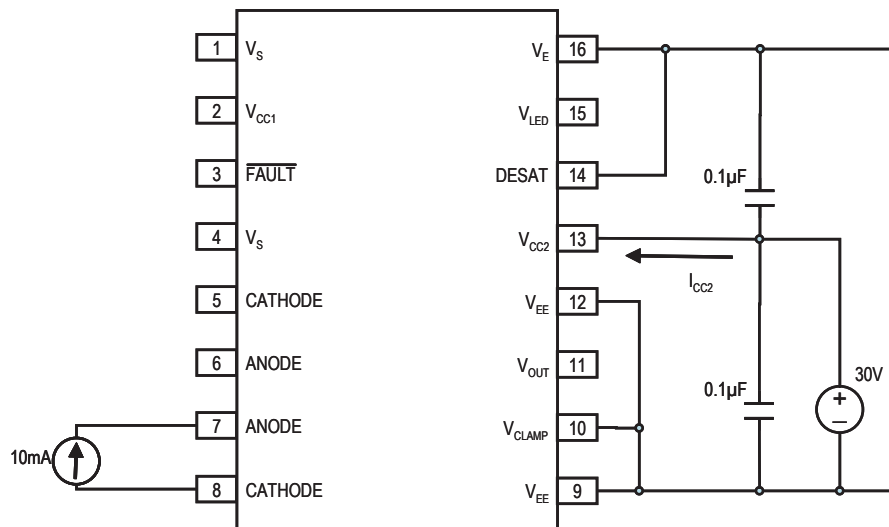 1 V_S
2 V_CC1
3 FAULT
4 V_S
5 CATHODE
6 ANODE
7 ANODE
8 CATHODE
10mA
V_E 16
V_LED 15
DESAT 14
V_CC2 13
V_EE 12
V_OUT 11
V_CLAMP 10
V_EE 9
0.1µF
I_CC2
0.1µF
30V
+
−